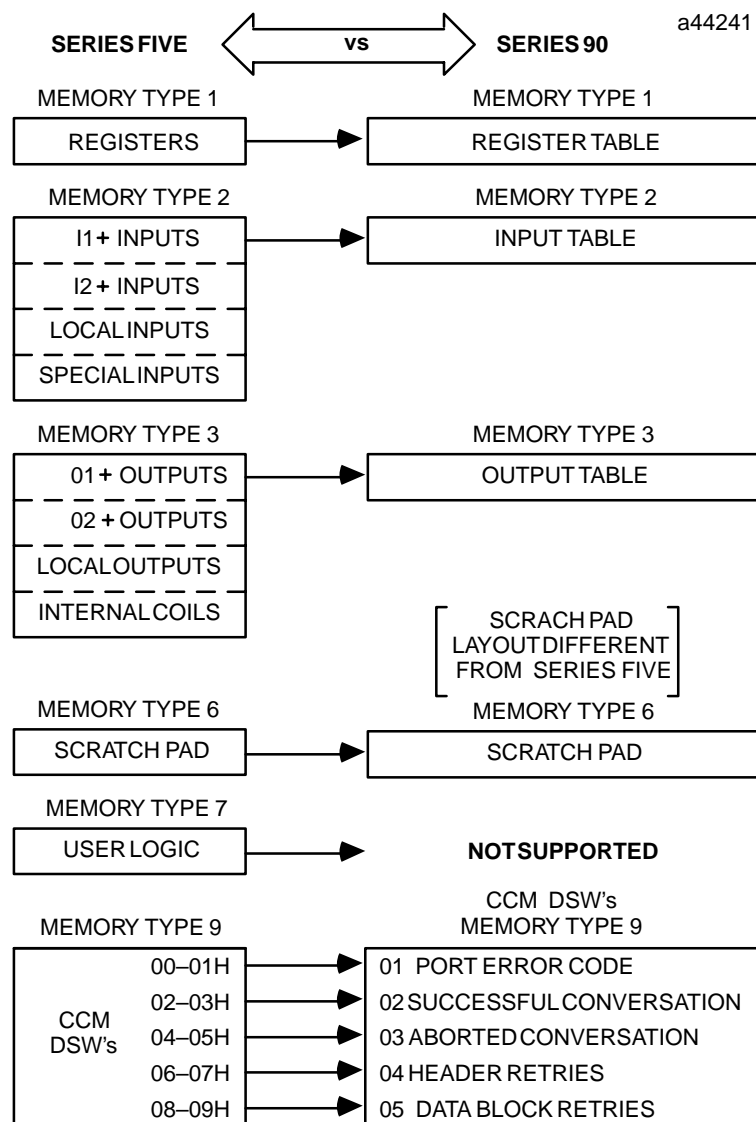 a44241
SERIES FIVE vs SERIES 90
MEMORY TYPE 1 MEMORY TYPE 1
REGISTERS REGISTER TABLE
MEMORY TYPE 2 MEMORY TYPE 2
I1+ INPUTS INPUT TABLE
I2+ INPUTS
LOCAL INPUTS
SPECIAL INPUTS
MEMORY TYPE 3 MEMORY TYPE 3
01+ OUTPUTS OUTPUT TABLE
02+ OUTPUTS
LOCAL OUTPUTS
INTERNAL COILS
SCRACH PAD
LAYOUT DIFFERENT
FROM SERIES FIVE
MEMORY TYPE 6 MEMORY TYPE 6
SCRATCH PAD SCRATCH PAD
MEMORY TYPE 7
USER LOGIC NOT SUPPORTED
CCM DSW's
MEMORY TYPE 9 MEMORY TYPE 9
CCM
DSW's
00–01H 01 PORT ERROR CODE
02–03H 02 SUCCESSFUL CONVERSATION
04–05H 03 ABORTED CONVERSATION
06–07H 04 HEADER RETRIES
08–09H 05 DATA BLOCK RETRIES